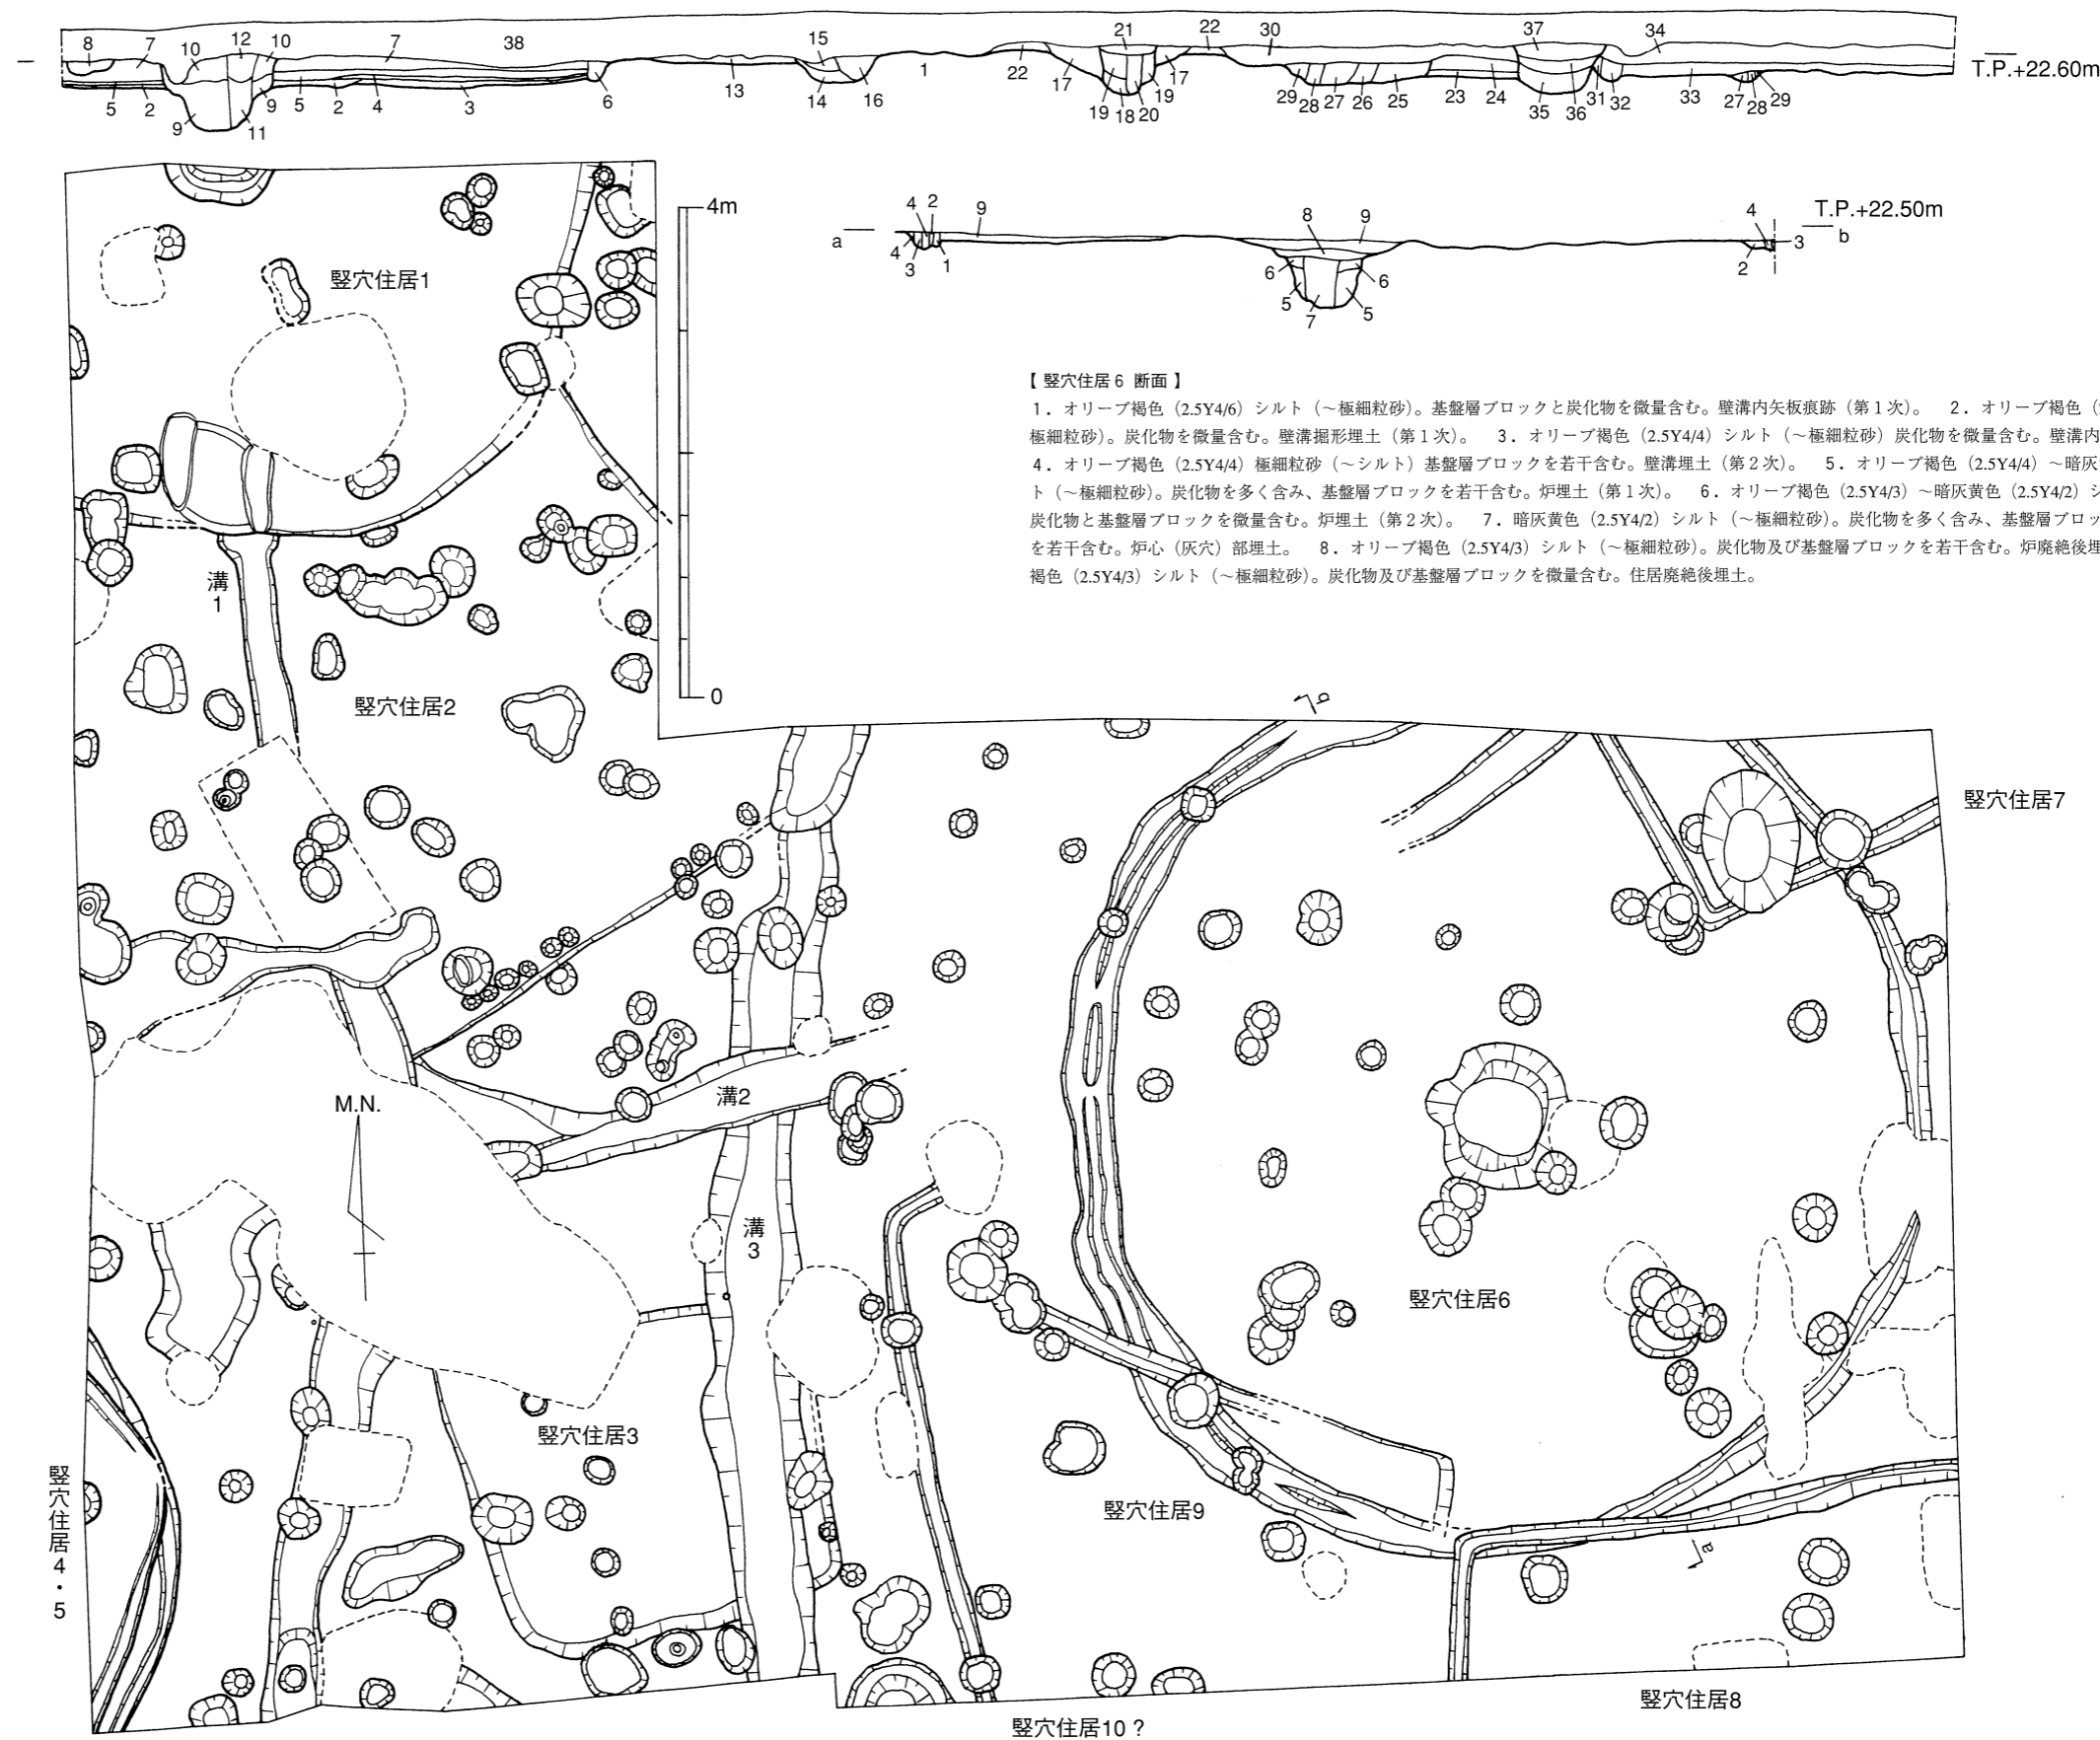 8 7 10 12 10 7 38 15 21 22 30 37 34
1 22 17 17
T.P.+22.60m
5 2 9 11 9 5 2 4 3 6 13 14 16 19 18 20 19 29 28 27 26 25 23 24 35 36 31 32 33 27 28 29
4 2 9 8 9 4 T.P.+22.50m
a b
4 3 1 6 5 7 5 6 2 3
4m
0
【 竪穴住居 6 断面 】
1．オリーブ褐色（2.5Y4/6）シルト（～極細粒砂）。基盤層ブロックと炭化物を微量含む。壁溝内矢板痕跡（第 1 次）。 2．オリーブ褐色（
極細粒砂）。炭化物を微量含む。壁溝掘形埋土（第 1 次）。 3．オリーブ褐色（2.5Y4/4）シルト（～極細粒砂）炭化物を微量含む。壁溝内
4．オリーブ褐色（2.5Y4/4）極細粒砂（～シルト）基盤層ブロックを若干含む。壁溝埋土（第 2 次）。 5．オリーブ褐色（2.5Y4/4）～暗灰
ト（～極細粒砂）。炭化物を多く含み、基盤層ブロックを若干含む。炉埋土（第 1 次）。 6．オリーブ褐色（2.5Y4/3）～暗灰黄色（2.5Y4/2）シ
炭化物と基盤層ブロックを微量含む。炉埋土（第 2 次）。 7．暗灰黄色（2.5Y4/2）シルト（～極細粒砂）。炭化物を多く含み、基盤層ブロッ
を若干含む。炉心（灰穴）部埋土。 8．オリーブ褐色（2.5Y4/3）シルト（～極細粒砂）。炭化物及び基盤層ブロックを若干含む。炉廃絶後埋
褐色（2.5Y4/3）シルト（～極細粒砂）。炭化物及び基盤層ブロックを微量含む。住居廃絶後埋土。
竪穴住居1
溝1
竪穴住居2
b
竪穴住居7
M.N.
溝2
溝3
竪穴住居6
竪穴住居3
竪穴住居4・5
竪穴住居9
a
竪穴住居8
竪穴住居10？